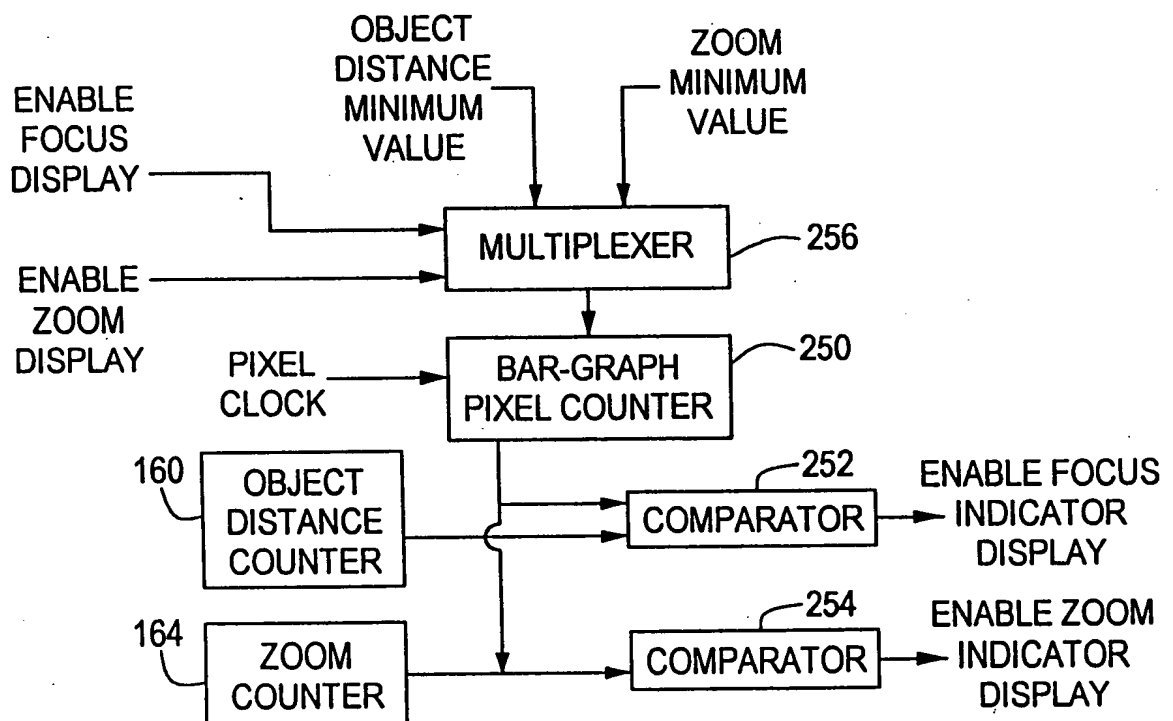 OBJECT
DISTANCE
MINIMUM
VALUE
ZOOM
MINIMUM
VALUE
ENABLE
FOCUS
DISPLAY
MULTIPLEXER
256
ENABLE
ZOOM
DISPLAY
PIXEL
CLOCK
BAR-GRAPH
PIXEL COUNTER
250
160
OBJECT
DISTANCE
COUNTER
252
COMPARATOR
ENABLE FOCUS
INDICATOR
DISPLAY
164
ZOOM
COUNTER
254
COMPARATOR
ENABLE ZOOM
INDICATOR
DISPLAY